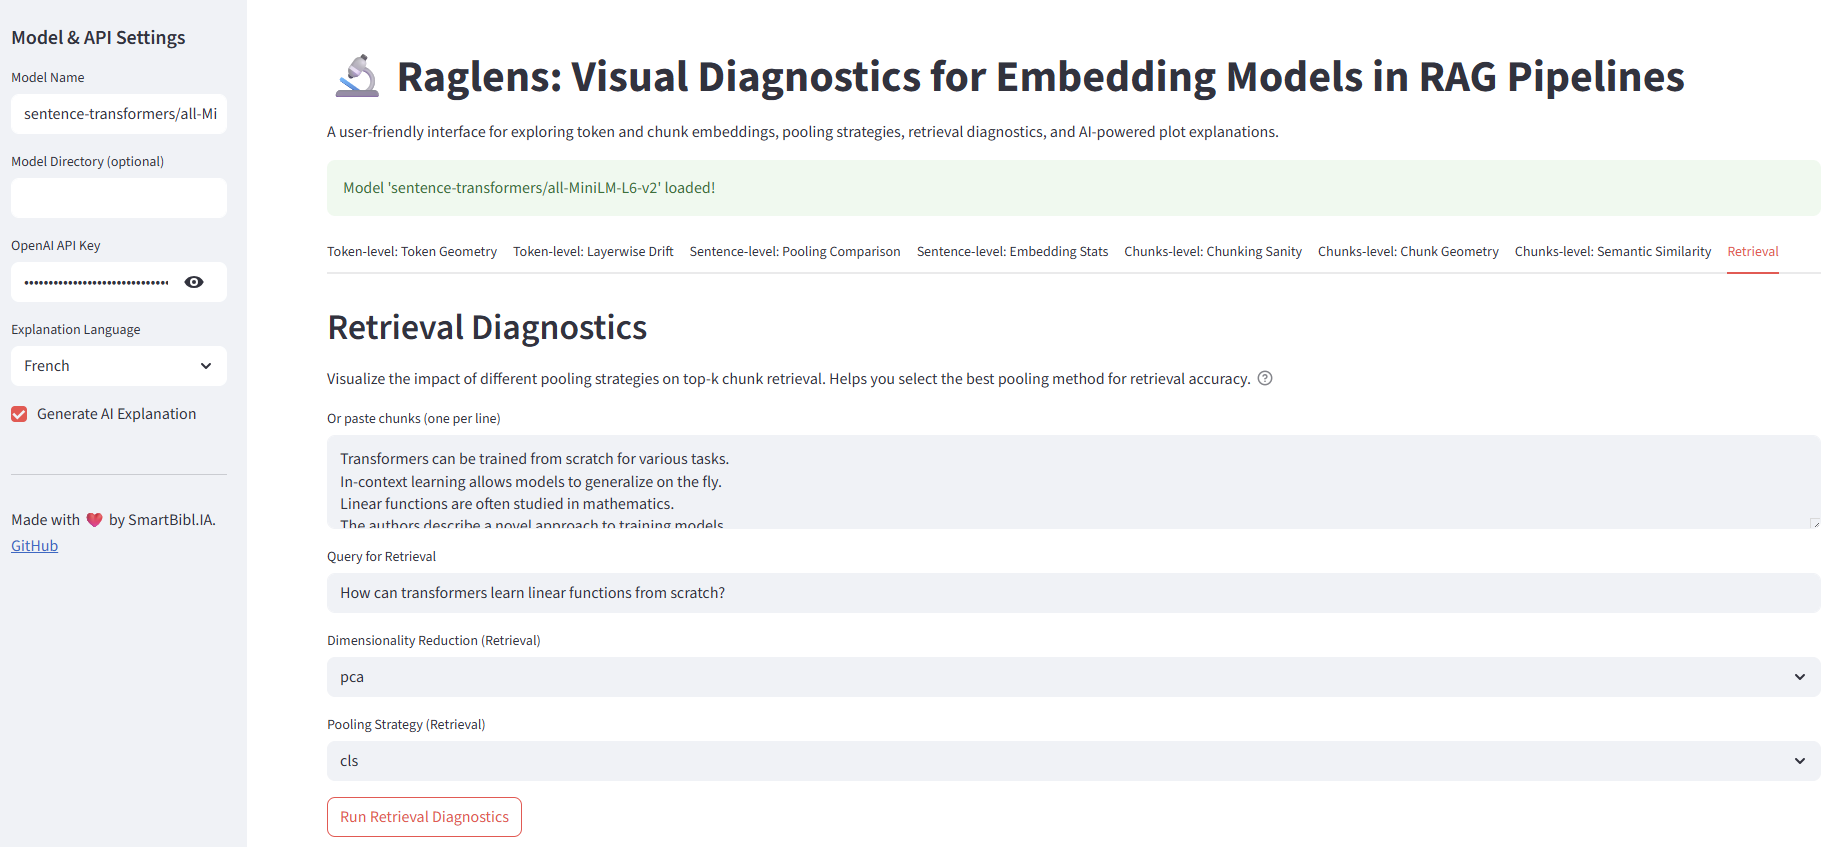 Model & API Settings
Model Name
sentence-transformers/all-Mi
Model Directory (optional)
OpenAI API Key
Explanation Language
French
Generate AI Explanation
Made with ❤️ by SmartBibl.IA.
GitHub
🔬 Raglens: Visual Diagnostics for Embedding Models in RAG Pipelines
A user-friendly interface for exploring token and chunk embeddings, pooling strategies, retrieval diagnostics, and AI-powered plot explanations.
Model 'sentence-transformers/all-MiniLM-L6-v2' loaded!
Token-level: Token Geometry Token-level: Layerwise Drift Sentence-level: Pooling Comparison Sentence-level: Embedding Stats Chunks-level: Chunking Sanity Chunks-level: Chunk Geometry Chunks-level: Semantic Similarity Retrieval
Retrieval Diagnostics
Visualize the impact of different pooling strategies on top-k chunk retrieval. Helps you select the best pooling method for retrieval accuracy.
Or paste chunks (one per line)
Transformers can be trained from scratch for various tasks.
In-context learning allows models to generalize on the fly.
Linear functions are often studied in mathematics.
The authors describe a novel approach to training models.
Query for Retrieval
How can transformers learn linear functions from scratch?
Dimensionality Reduction (Retrieval)
pca
Pooling Strategy (Retrieval)
cls
Run Retrieval Diagnostics